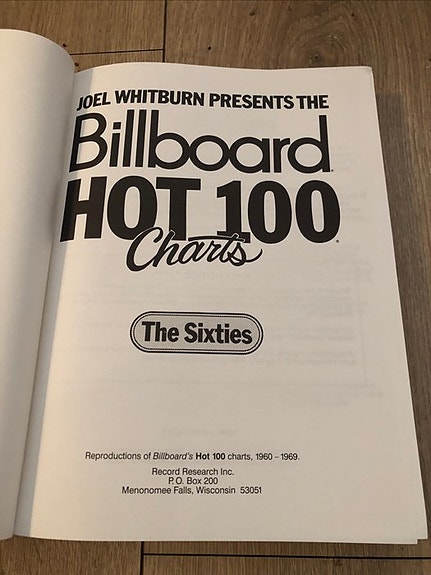 JOEL WHITBURN PRESENTS THE
Billboard®
HOT 100®
Charts
The Sixties
Reproductions of Billboard's Hot 100 charts, 1960 – 1969.
Record Research Inc.
P.O. Box 200
Menomonee Falls, Wisconsin 53051